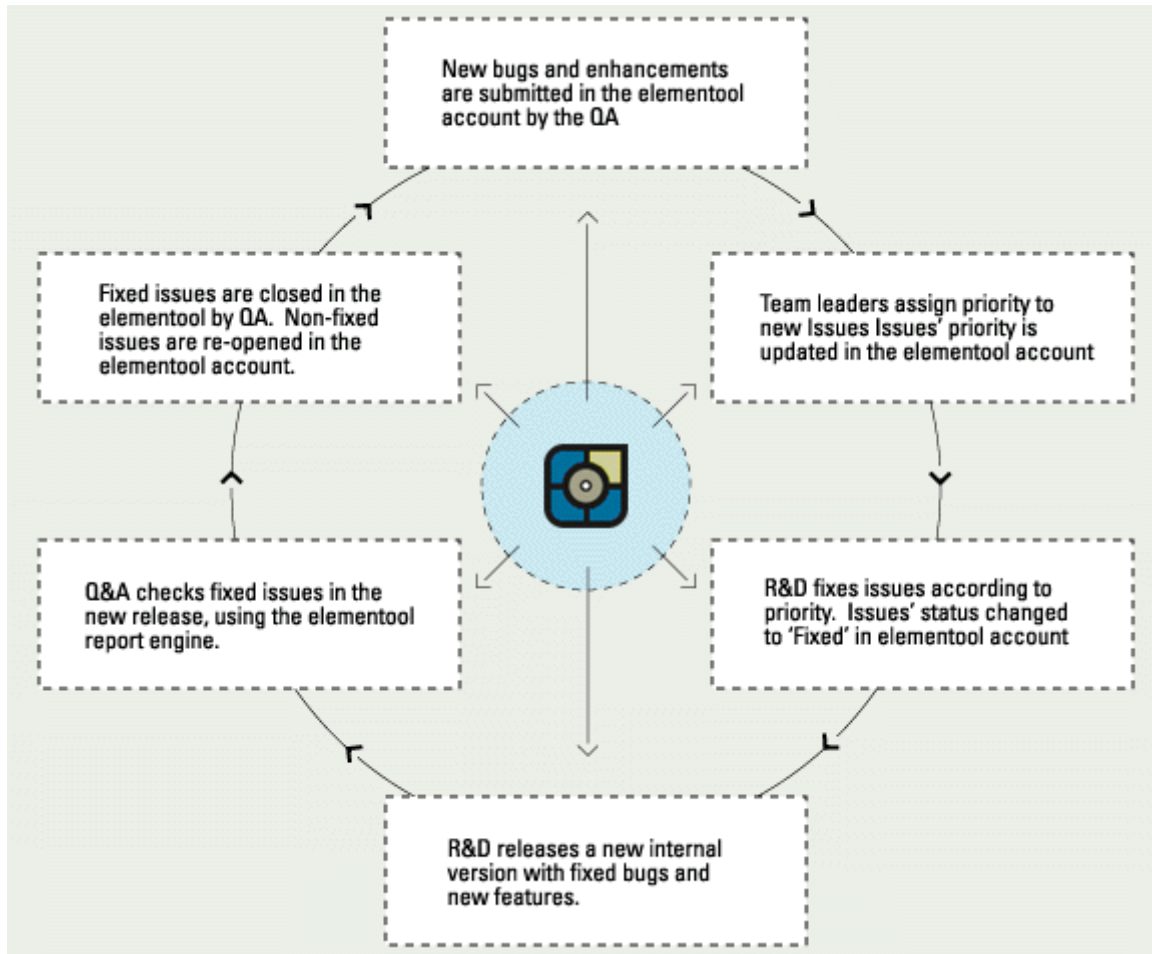 New bugs and enhancements
are submitted in the elementool
account by the QA
Team leaders assign priority to
new Issues Issues’ priority is
updated in the elementool account
R&D fixes issues according to
priority.  Issues’ status changed
to ‘Fixed’ in elementool account
R&D releases a new internal
version with fixed bugs and
new features.
Q&A checks fixed issues in the
new release, using the elementool
report engine.
Fixed issues are closed in the
elementool by QA.  Non-fixed
issues are re-opened in the
elementool account.